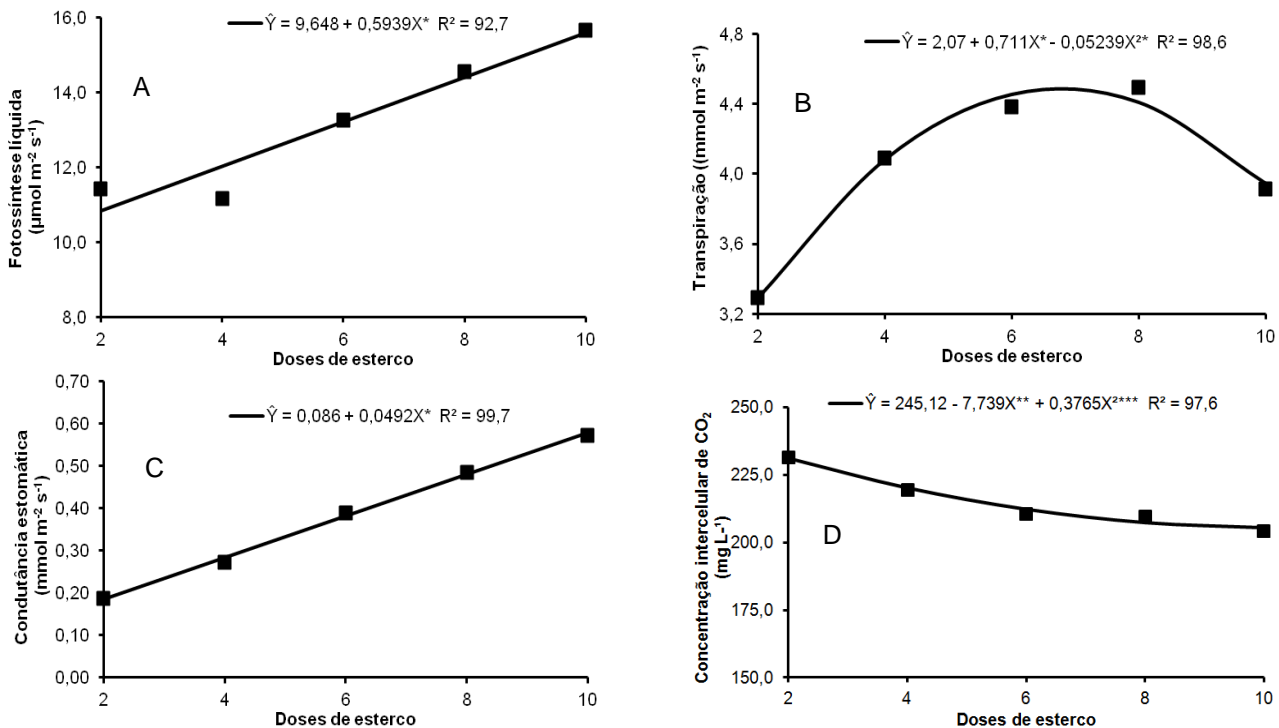 Ŷ = 9,648 + 0,5939X* R² = 92,7
A
Fotossíntese líquida
(µmol m⁻² s⁻¹)
16,0
14,0
12,0
10,0
8,0
2 4 6 8 10
Doses de esterco
Ŷ = 2,07 + 0,711X* - 0,05239X²* R² = 98,6
B
Transpiração ((mmol m⁻² s⁻¹)
4,8
4,4
4,0
3,6
3,2
2 4 6 8 10
Doses de esterco
Ŷ = 0,086 + 0,0492X* R² = 99,7
C
Condutância estomática
(mmol m⁻² s⁻¹)
0,70
0,60
0,50
0,40
0,30
0,20
0,10
0,00
2 4 6 8 10
Doses de esterco
Ŷ = 245,12 - 7,739X** + 0,3765X²*** R² = 97,6
D
Concentração intercelular de CO₂
(mg L-¹)
250,0
225,0
200,0
175,0
150,0
2 4 6 8 10
Doses de esterco